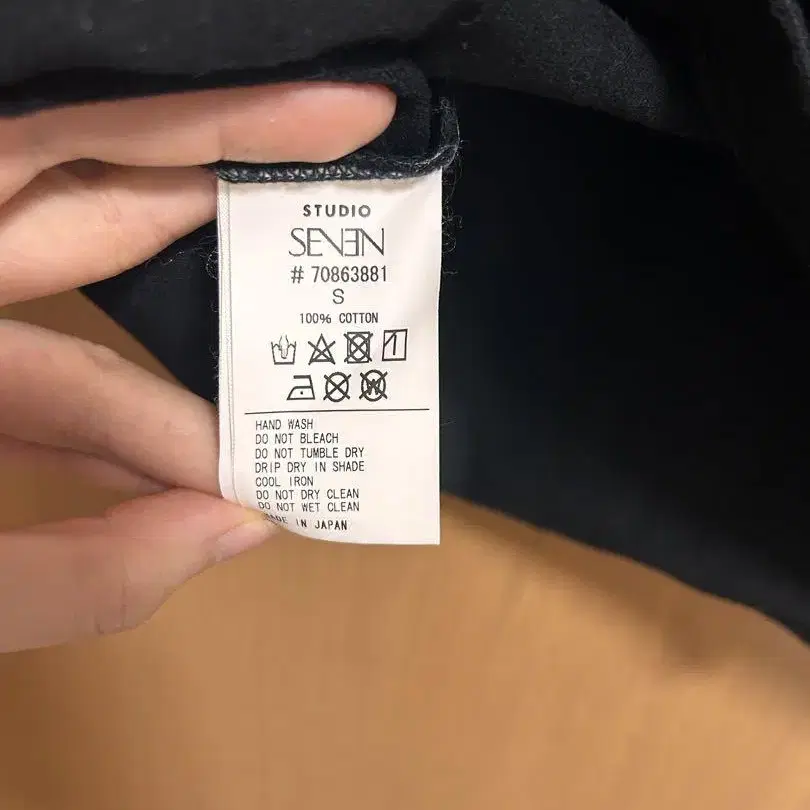 STUDIO
SEVEN
# 70863881
S
100% COTTON
HAND WASH
DO NOT BLEACH
DO NOT TUMBLE DRY
DRIP DRY IN SHADE
COOL IRON
DO NOT DRY CLEAN
DO NOT WET CLEAN
MADE IN JAPAN